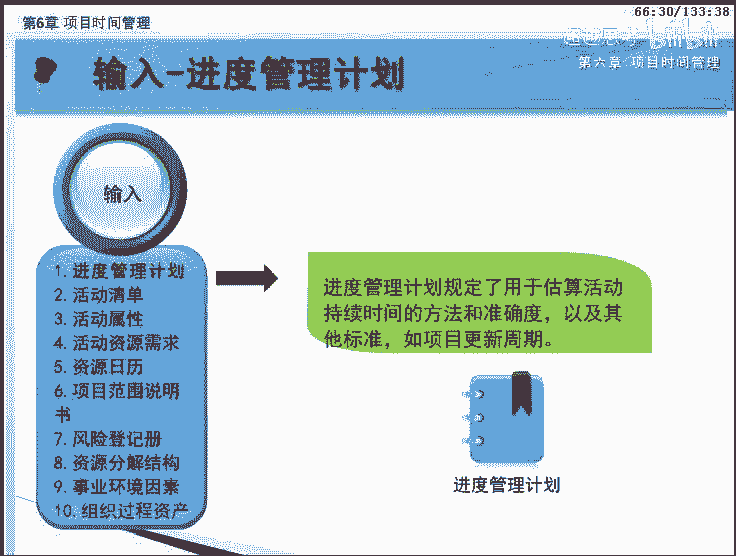 66:30/133:38
第6章 项目时间管理
bilibili
输入-进度管理计划
第六章 项目时间管理
输入
1. 进度管理计划
2. 活动清单
3. 活动属性
4. 活动资源需求
5. 资源日历
6. 项目范围说明
书
7. 风险登记册
8. 资源分解结构
9. 事业环境因素
10. 组织过程资产
进度管理计划规定了用于估算活动
持续时间的方法和准确度，以及其
他标准，如项目更新周期。
进度管理计划